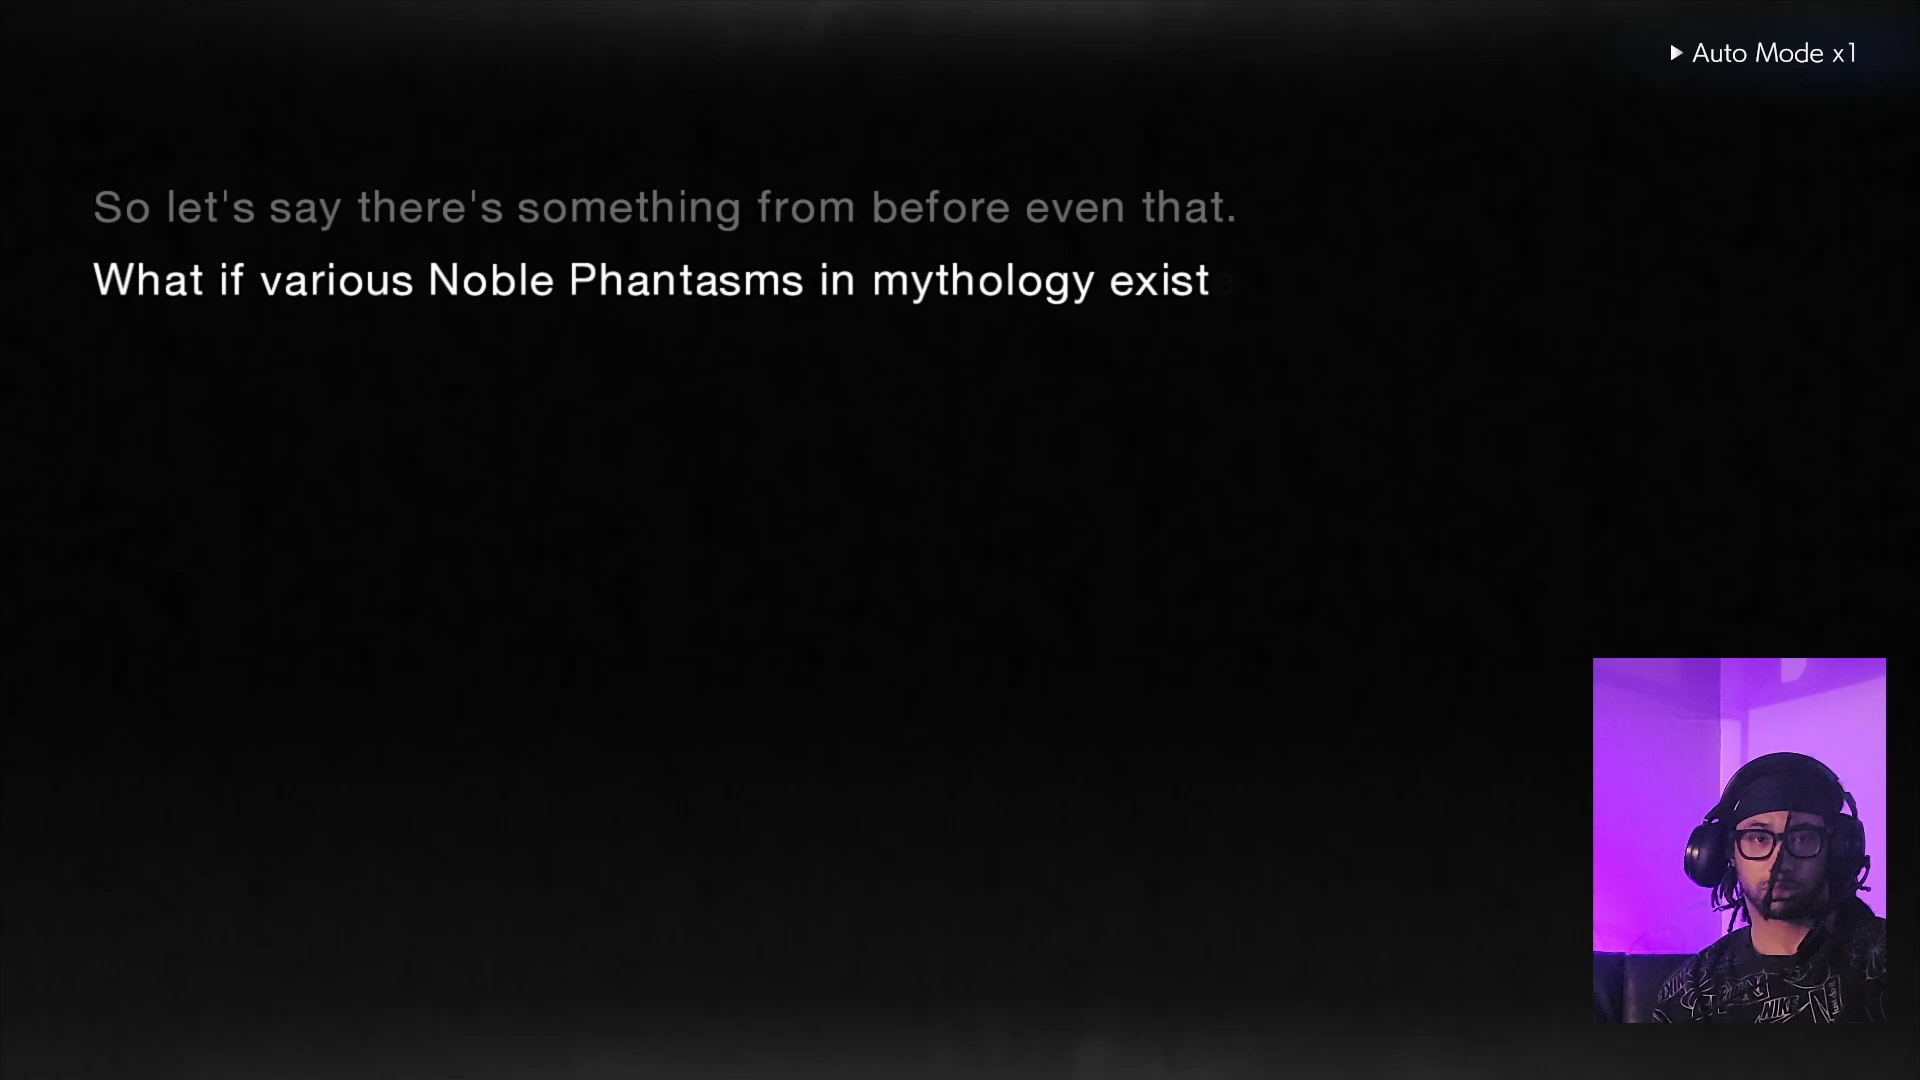 ▶ Auto Mode x1
So let's say there's something from before even that.
What if various Noble Phantasms in mythology exist
NIKE